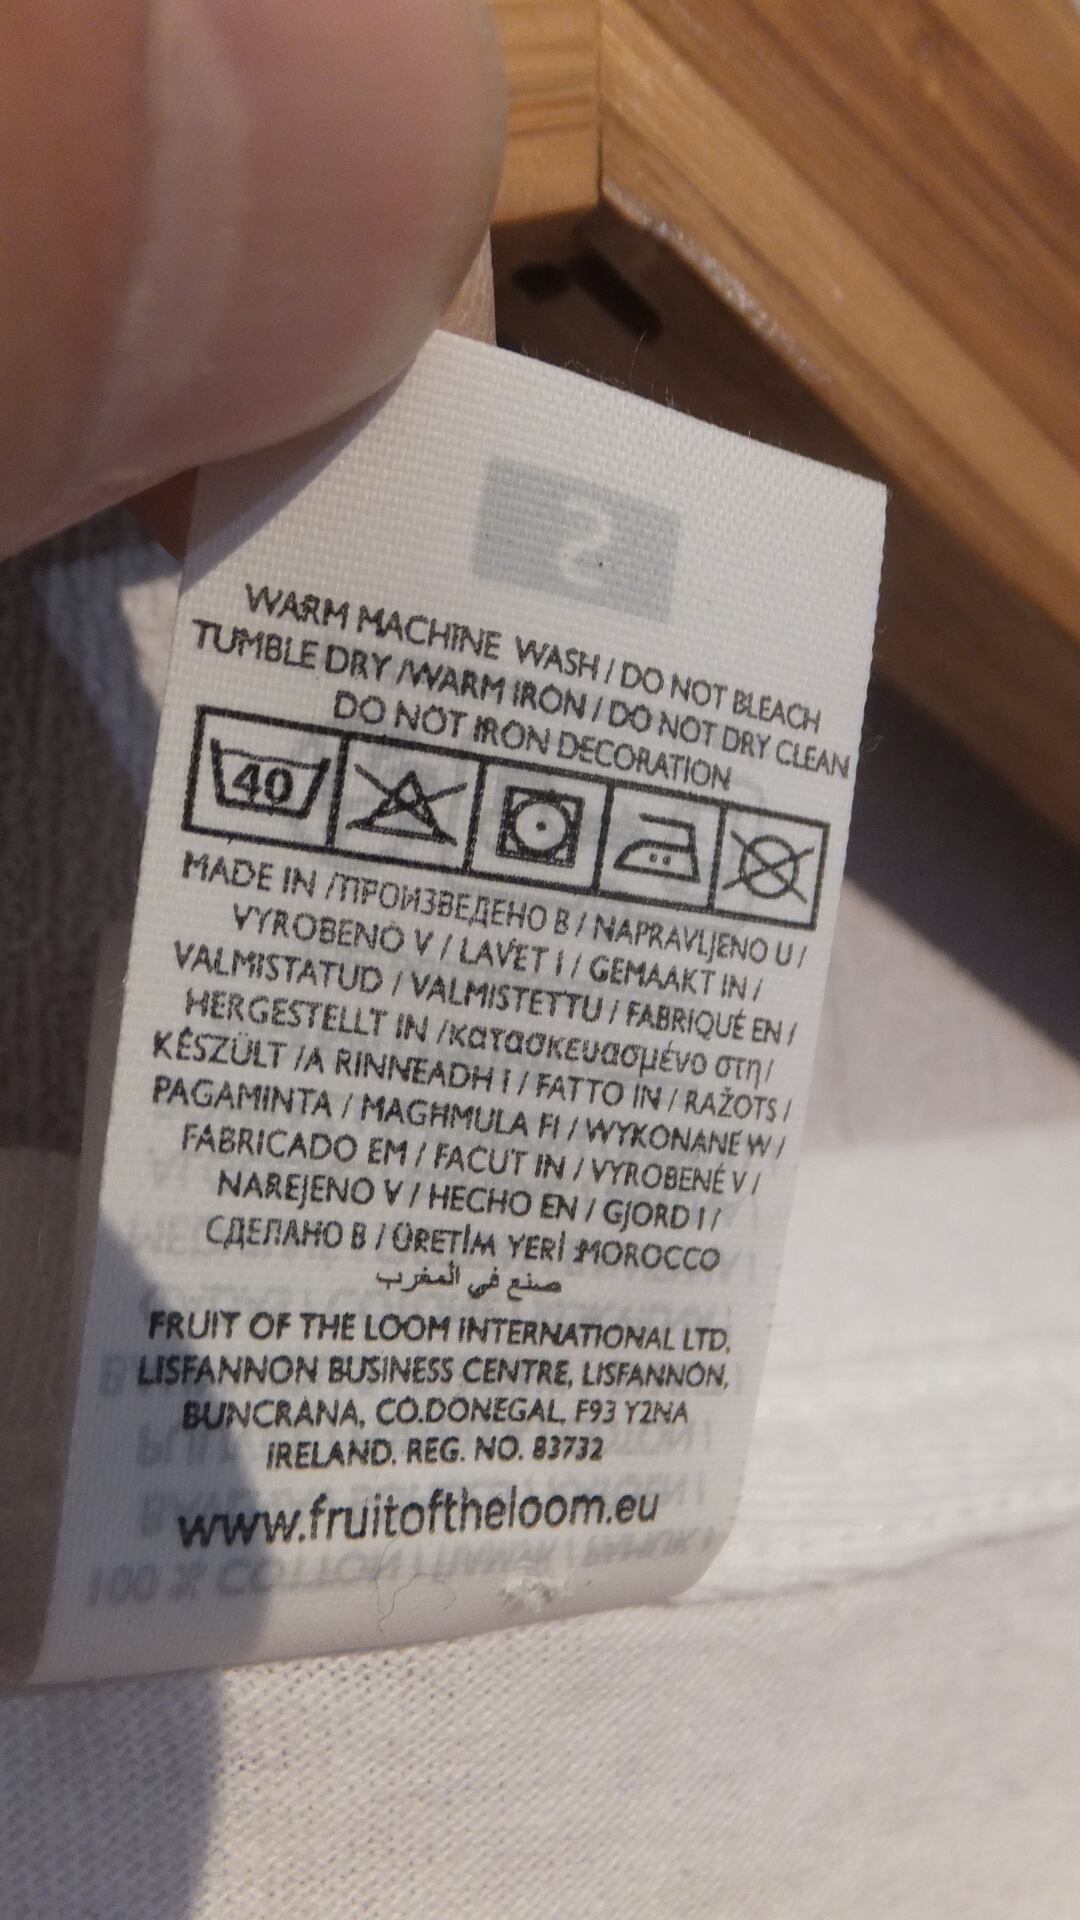 WARM MACHINE WASH / DO NOT BLEACH
TUMBLE DRY /WARM IRON / DO NOT DRY CLEAN
DO NOT IRON DECORATION
40
MADE IN /ПРОИЗВЕДЕНО В / NAPRAVLJENO U /
VYROBENO V / LAVET I / GEMAAKT IN /
VALMISTATUD / VALMISTETTU / FABRIQUÉ EN /
HERGESTELLT IN /κατασκευασμένο στη/
KÉSZÜLT /A RINNEADH I / FATTO IN / RAŽOTS /
PAGAMINTA / MAGHMULA FI / WYKONANE W /
FABRICADO EM / FACUT IN / VYROBENÉ V /
NAREJENO V / HECHO EN / GJORD I /
СДЕЛАНО В / ÜRETİM YERİ :MOROCCO
صنع في المغرب
FRUIT OF THE LOOM INTERNATIONAL LTD,
LISFANNON BUSINESS CENTRE, LISFANNON,
BUNCRANA, CO.DONEGAL, F93 Y2NA
IRELAND. REG. NO. 83732
www.fruitoftheloom.eu